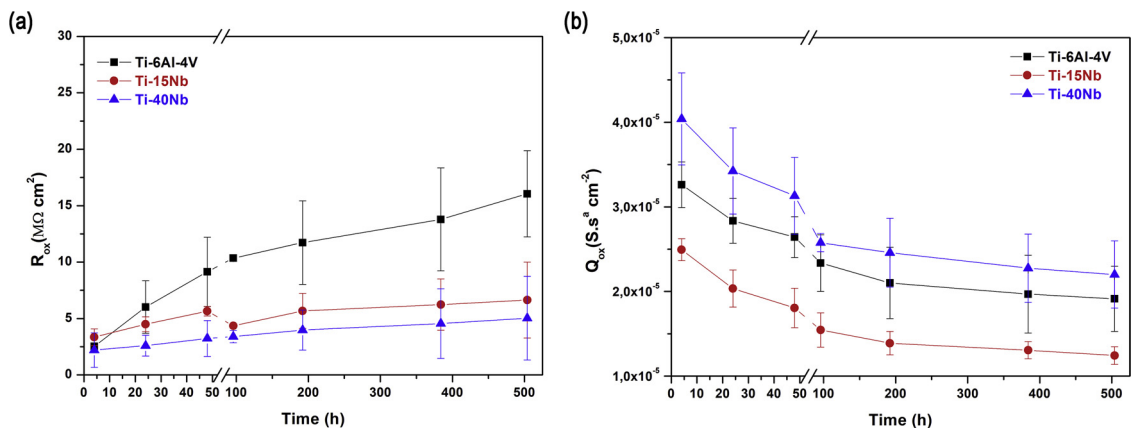 (a)
30
25
20
15
10
5
0
R_ox (MΩ cm²)
Ti-6Al-4V
Ti-15Nb
Ti-40Nb
0 10 20 30 40 50 100 200 300 400 500
Time (h)
(b)
5,0x10⁻⁵
4,0x10⁻⁵
3,0x10⁻⁵
2,0x10⁻⁵
1,0x10⁻⁵
Q_ox(S.sᵃ cm⁻²)
Ti-6Al-4V
Ti-15Nb
Ti-40Nb
0 10 20 30 40 50 100 200 300 400 500
Time (h)